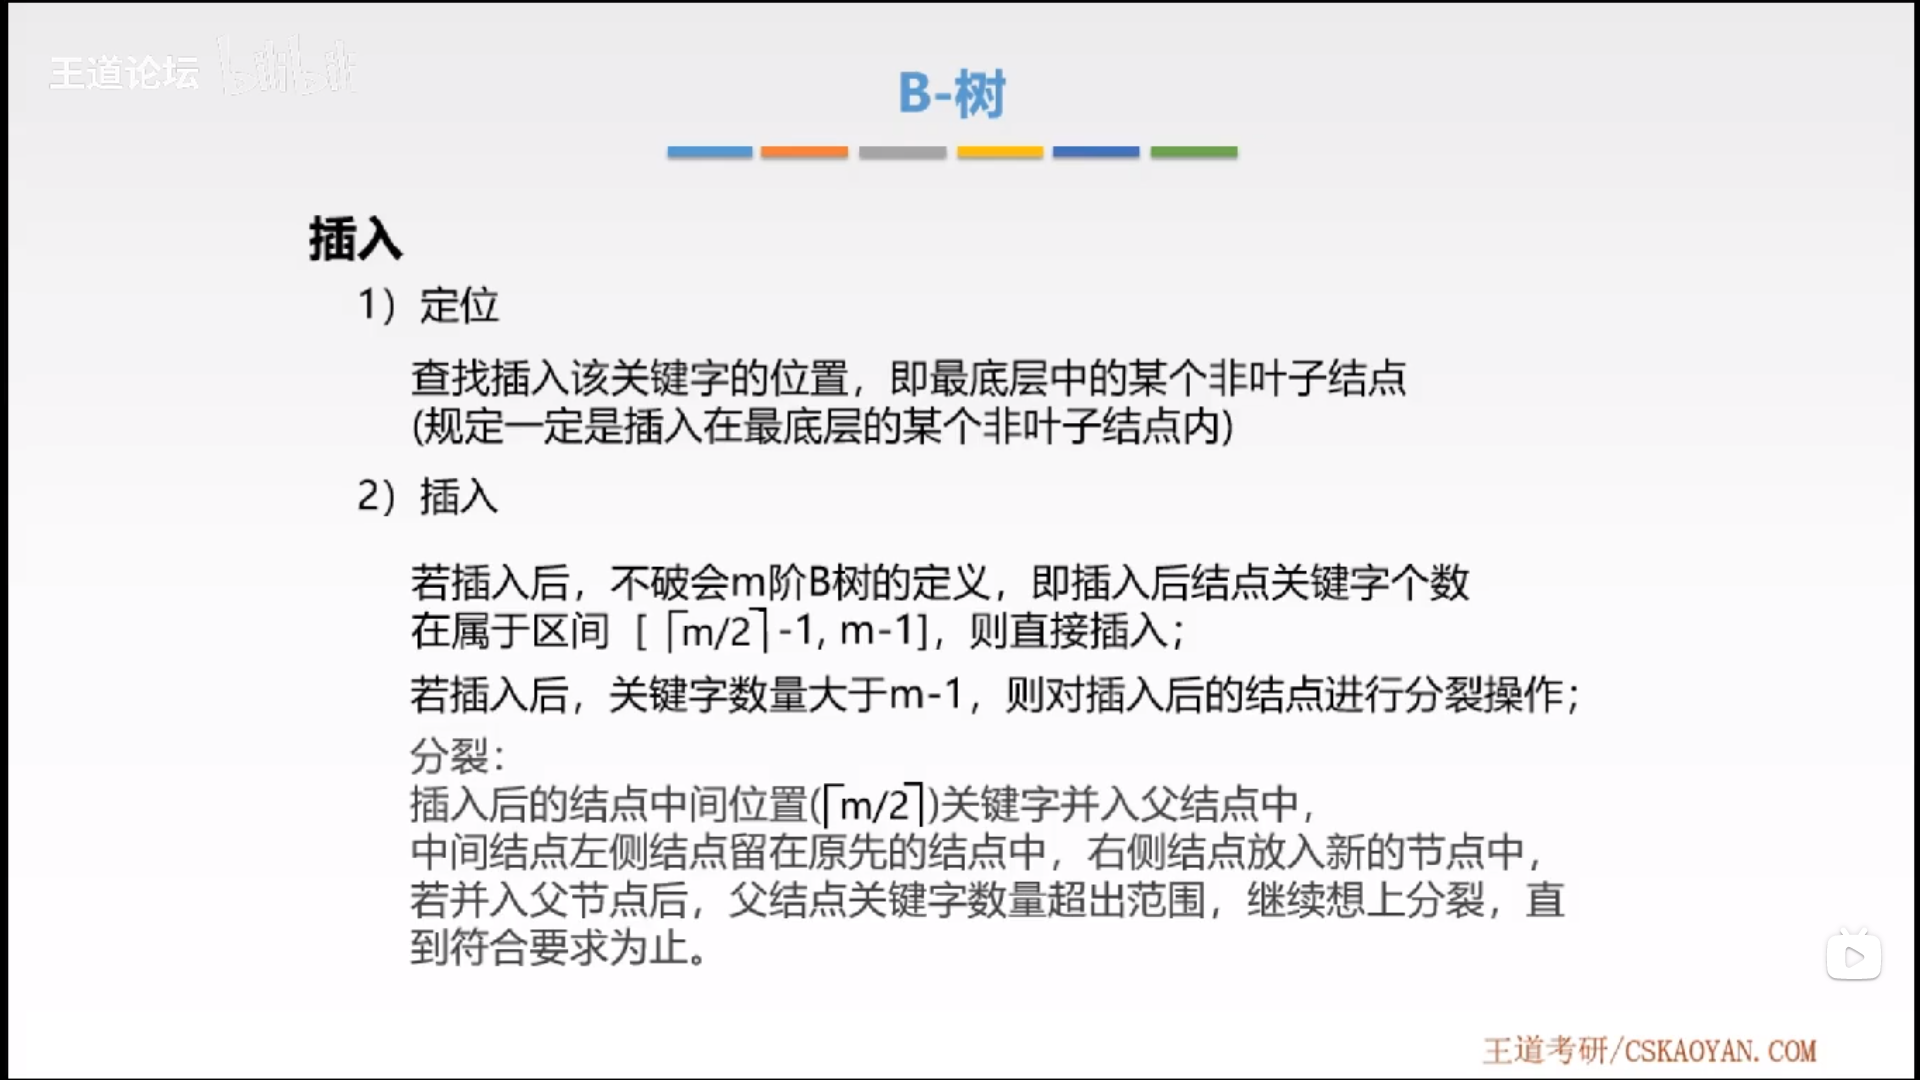 王道论坛 bilibili
B-树
插入
1）定位
查找插入该关键字的位置，即最底层中的某个非叶子结点
(规定一定是插入在最底层的某个非叶子结点内)
2）插入
若插入后，不破会m阶B树的定义，即插入后结点关键字个数
在属于区间［⌈m/2⌉-1, m-1]，则直接插入；
若插入后，关键字数量大于m-1，则对插入后的结点进行分裂操作；
分裂：
插入后的结点中间位置(⌈m/2⌉)关键字并入父结点中，
中间结点左侧结点留在原先的结点中，右侧结点放入新的节点中，
若并入父节点后，父结点关键字数量超出范围，继续想上分裂，直
到符合要求为止。
王道考研/CSKAOYAN.COM